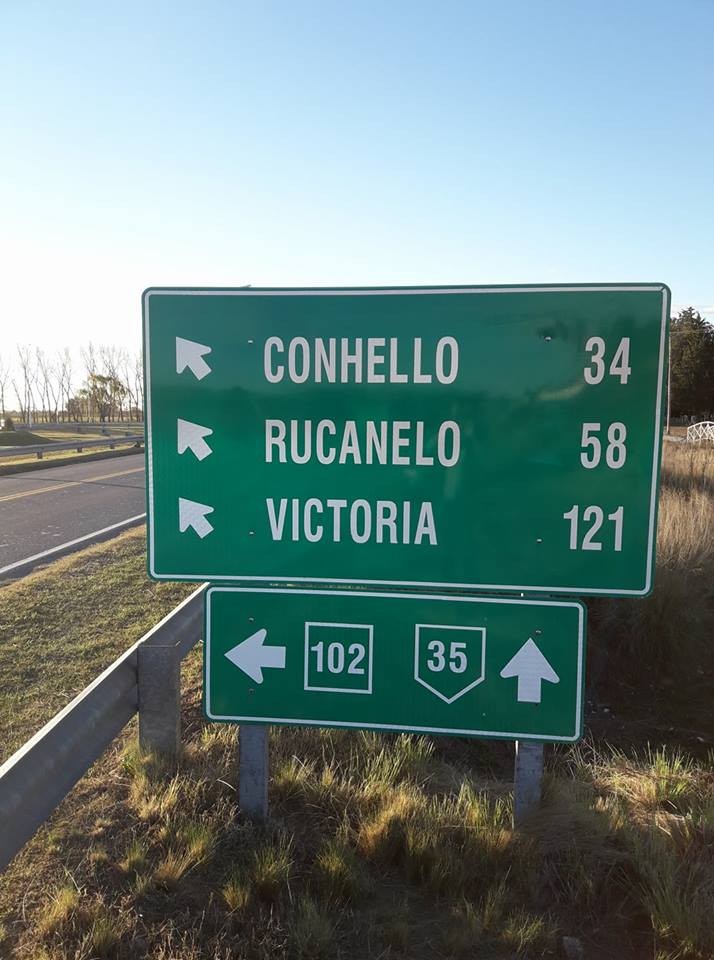 CONHELLO 34
RUCANELO 58
VICTORIA 121
102 35